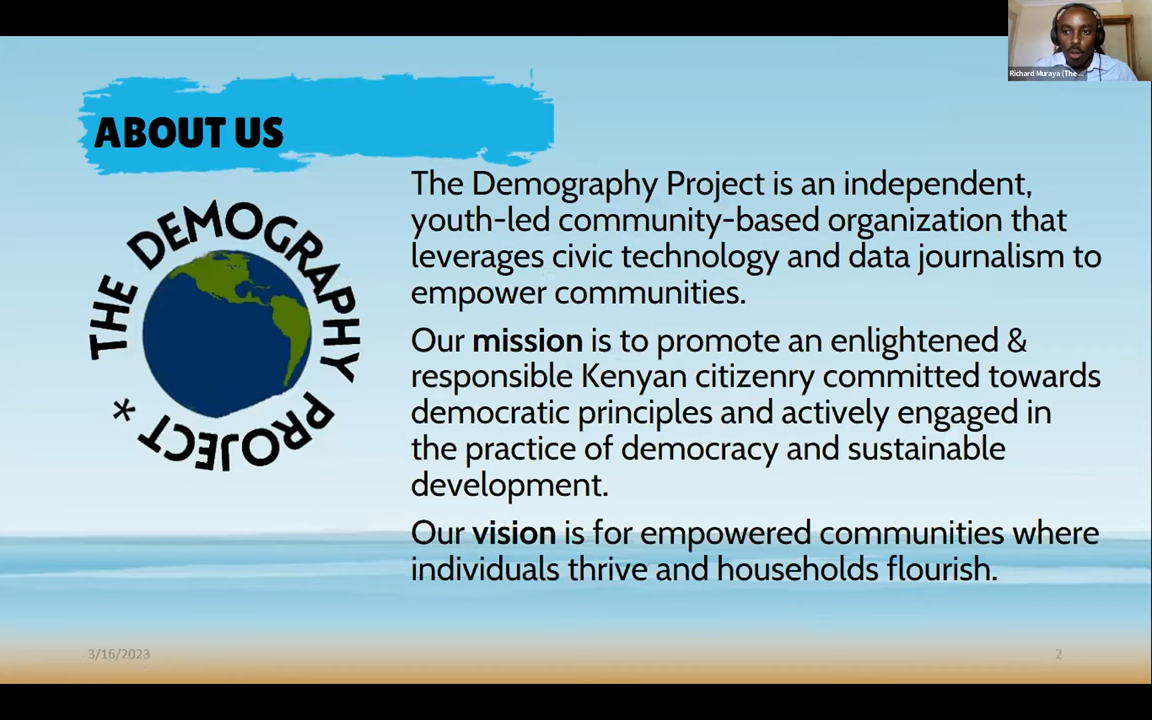 Richard Muraya (The ...
ABOUT US
THE DEMOGRAPHY PROJECT *
The Demography Project is an independent,
youth-led community-based organization that
leverages civic technology and data journalism to
empower communities.
Our mission is to promote an enlightened &
responsible Kenyan citizenry committed towards
democratic principles and actively engaged in
the practice of democracy and sustainable
development.
Our vision is for empowered communities where
individuals thrive and households flourish.
3/16/2023
2